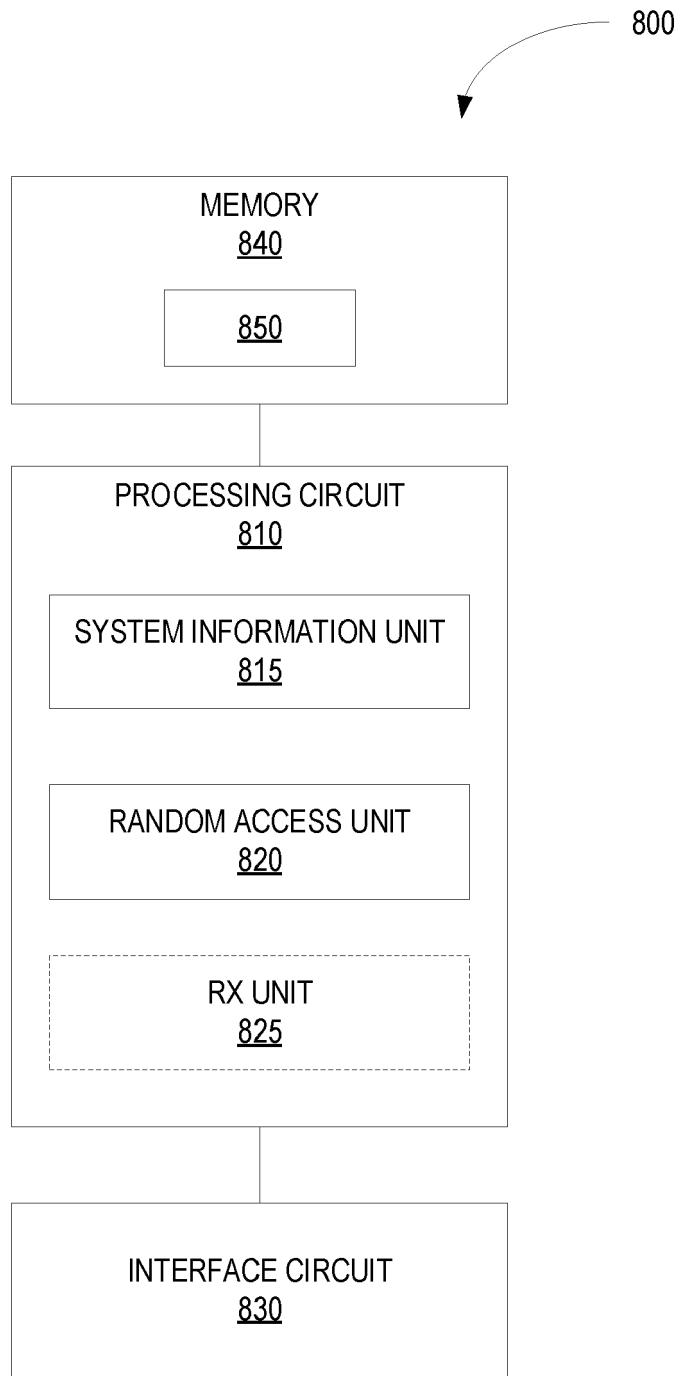 800
MEMORY
840
850
PROCESSING CIRCUIT
810
SYSTEM INFORMATION UNIT
815
RANDOM ACCESS UNIT
820
RX UNIT
825
INTERFACE CIRCUIT
830